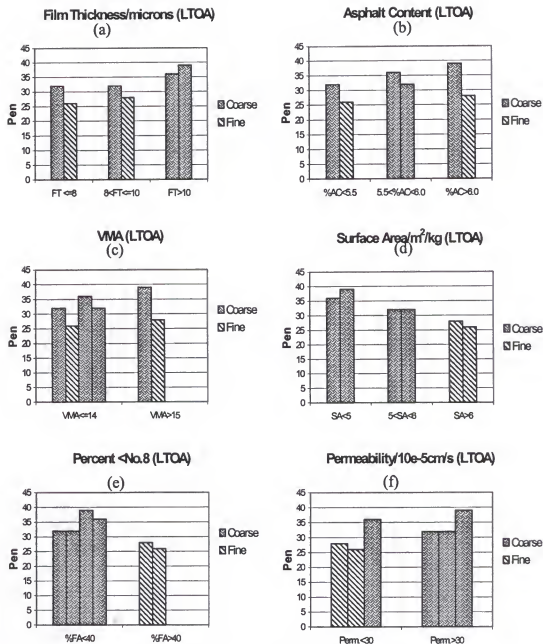 Film Thickness/microns (LTOA)
(a)
Pen
45
40
35
30
25
20
15
10
5
0
FT <=8
8<FT<=10
FT>10
Coarse
Fine
Asphalt Content (LTOA)
(b)
Pen
45
40
35
30
25
20
15
10
5
0
%AC<5.5
5.5<%AC<6.0
%AC>6.0
Coarse
Fine
VMA (LTOA)
(c)
Pen
45
40
35
30
25
20
15
10
5
0
VMA<=14
VMA>15
Coarse
Fine
Surface Area/m²/kg (LTOA)
(d)
Pen
45
40
35
30
25
20
15
10
5
0
SA<5
5<SA<6
SA>6
Coarse
Fine
Percent <No.8 (LTOA)
(e)
Pen
45
40
35
30
25
20
15
10
5
0
%FA<40
%FA>40
Coarse
Fine
Permeability/10e-5cm/s (LTOA)
(f)
Pen
45
40
35
30
25
20
15
10
5
0
Perm.<30
Perm.>30
Coarse
Fine